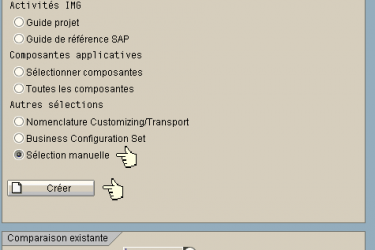 Activités IMG
Guide projet
Guide de référence SAP
Composantes applicatives
Sélectionner composantes
Toutes les composantes
Autres sélections
Nomenclature Customizing/Transport
Business Configuration Set
Sélection manuelle
Créer
Comparaison existante